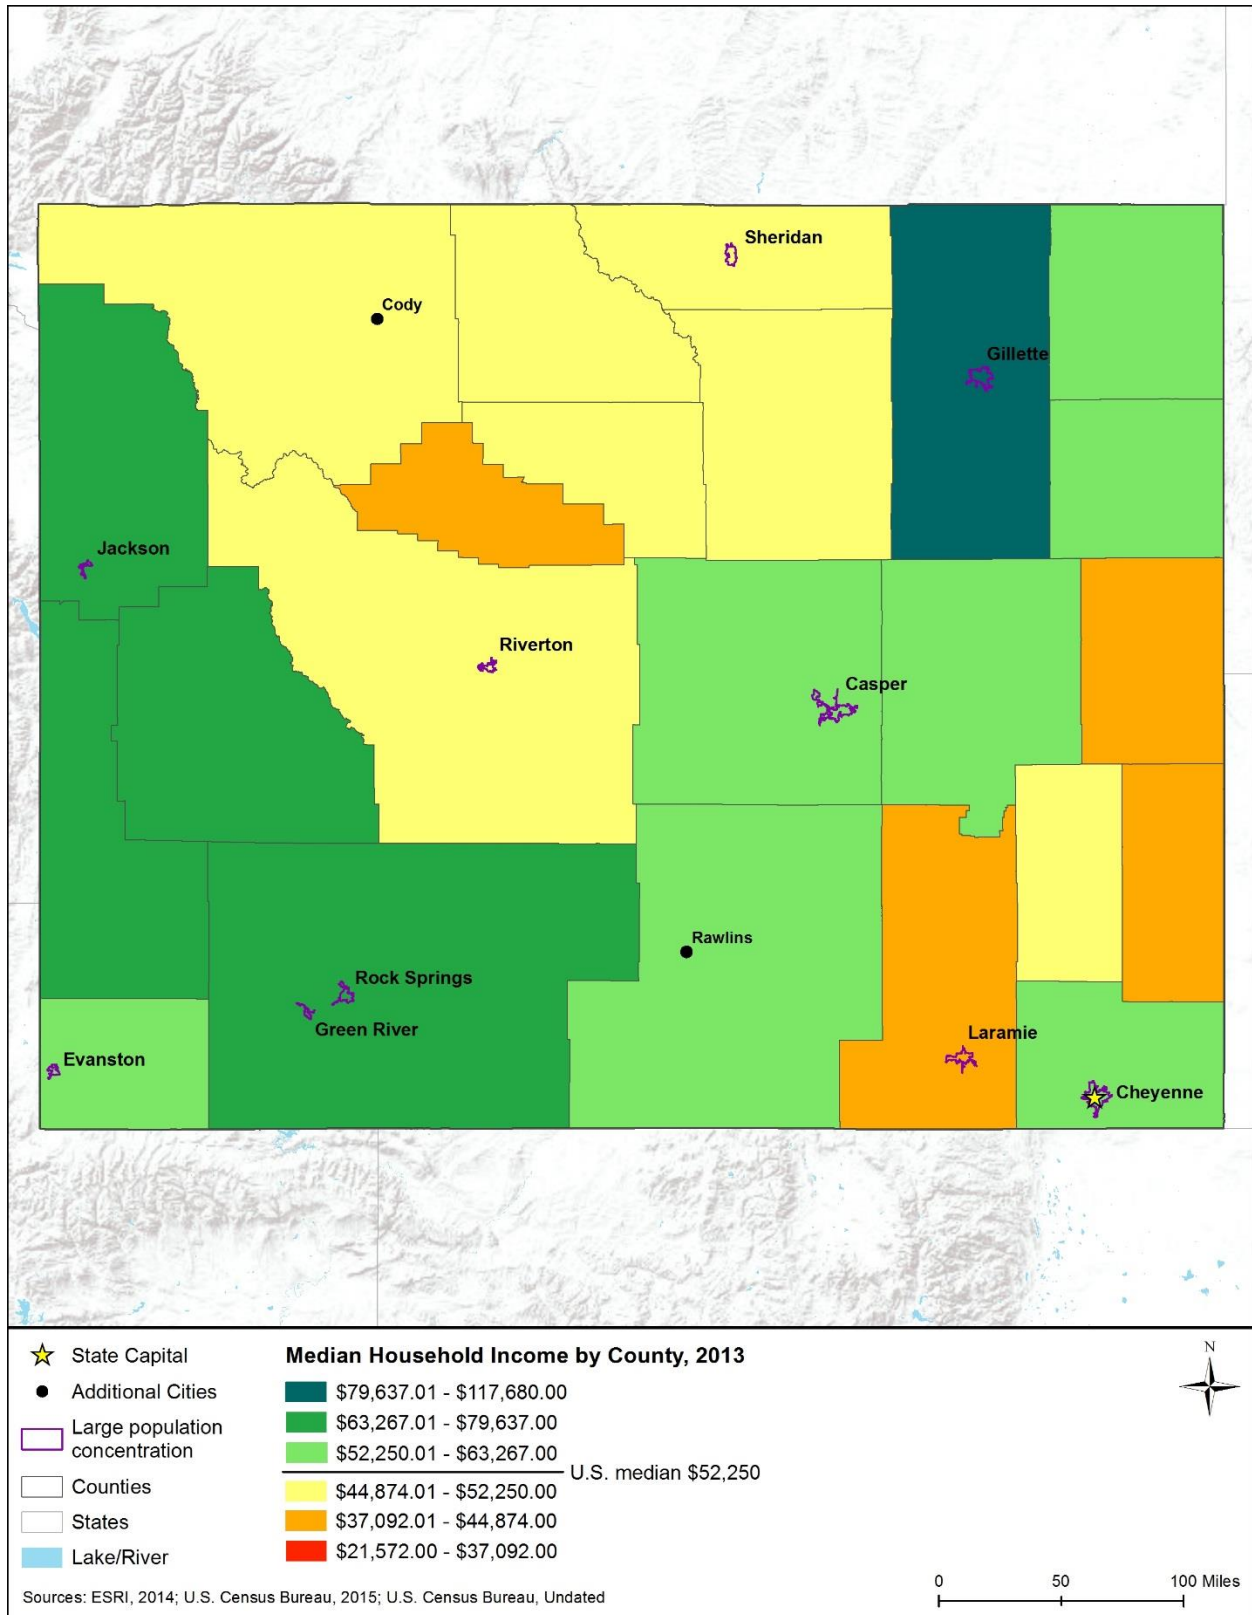 Sheridan
Cody
Gillette
Jackson
Riverton
Casper
Rawlins
Rock Springs
Green River
Laramie
Evanston
Cheyenne
State Capital
Additional Cities
Large population
concentration
Counties
States
Lake/River
Median Household Income by County, 2013
$79,637.01 - $117,680.00
$63,267.01 - $79,637.00
$52,250.01 - $63,267.00
U.S. median $52,250
$44,874.01 - $52,250.00
$37,092.01 - $44,874.00
$21,572.00 - $37,092.00
N
0 50 100 Miles
Sources: ESRI, 2014; U.S. Census Bureau, 2015; U.S. Census Bureau, Undated